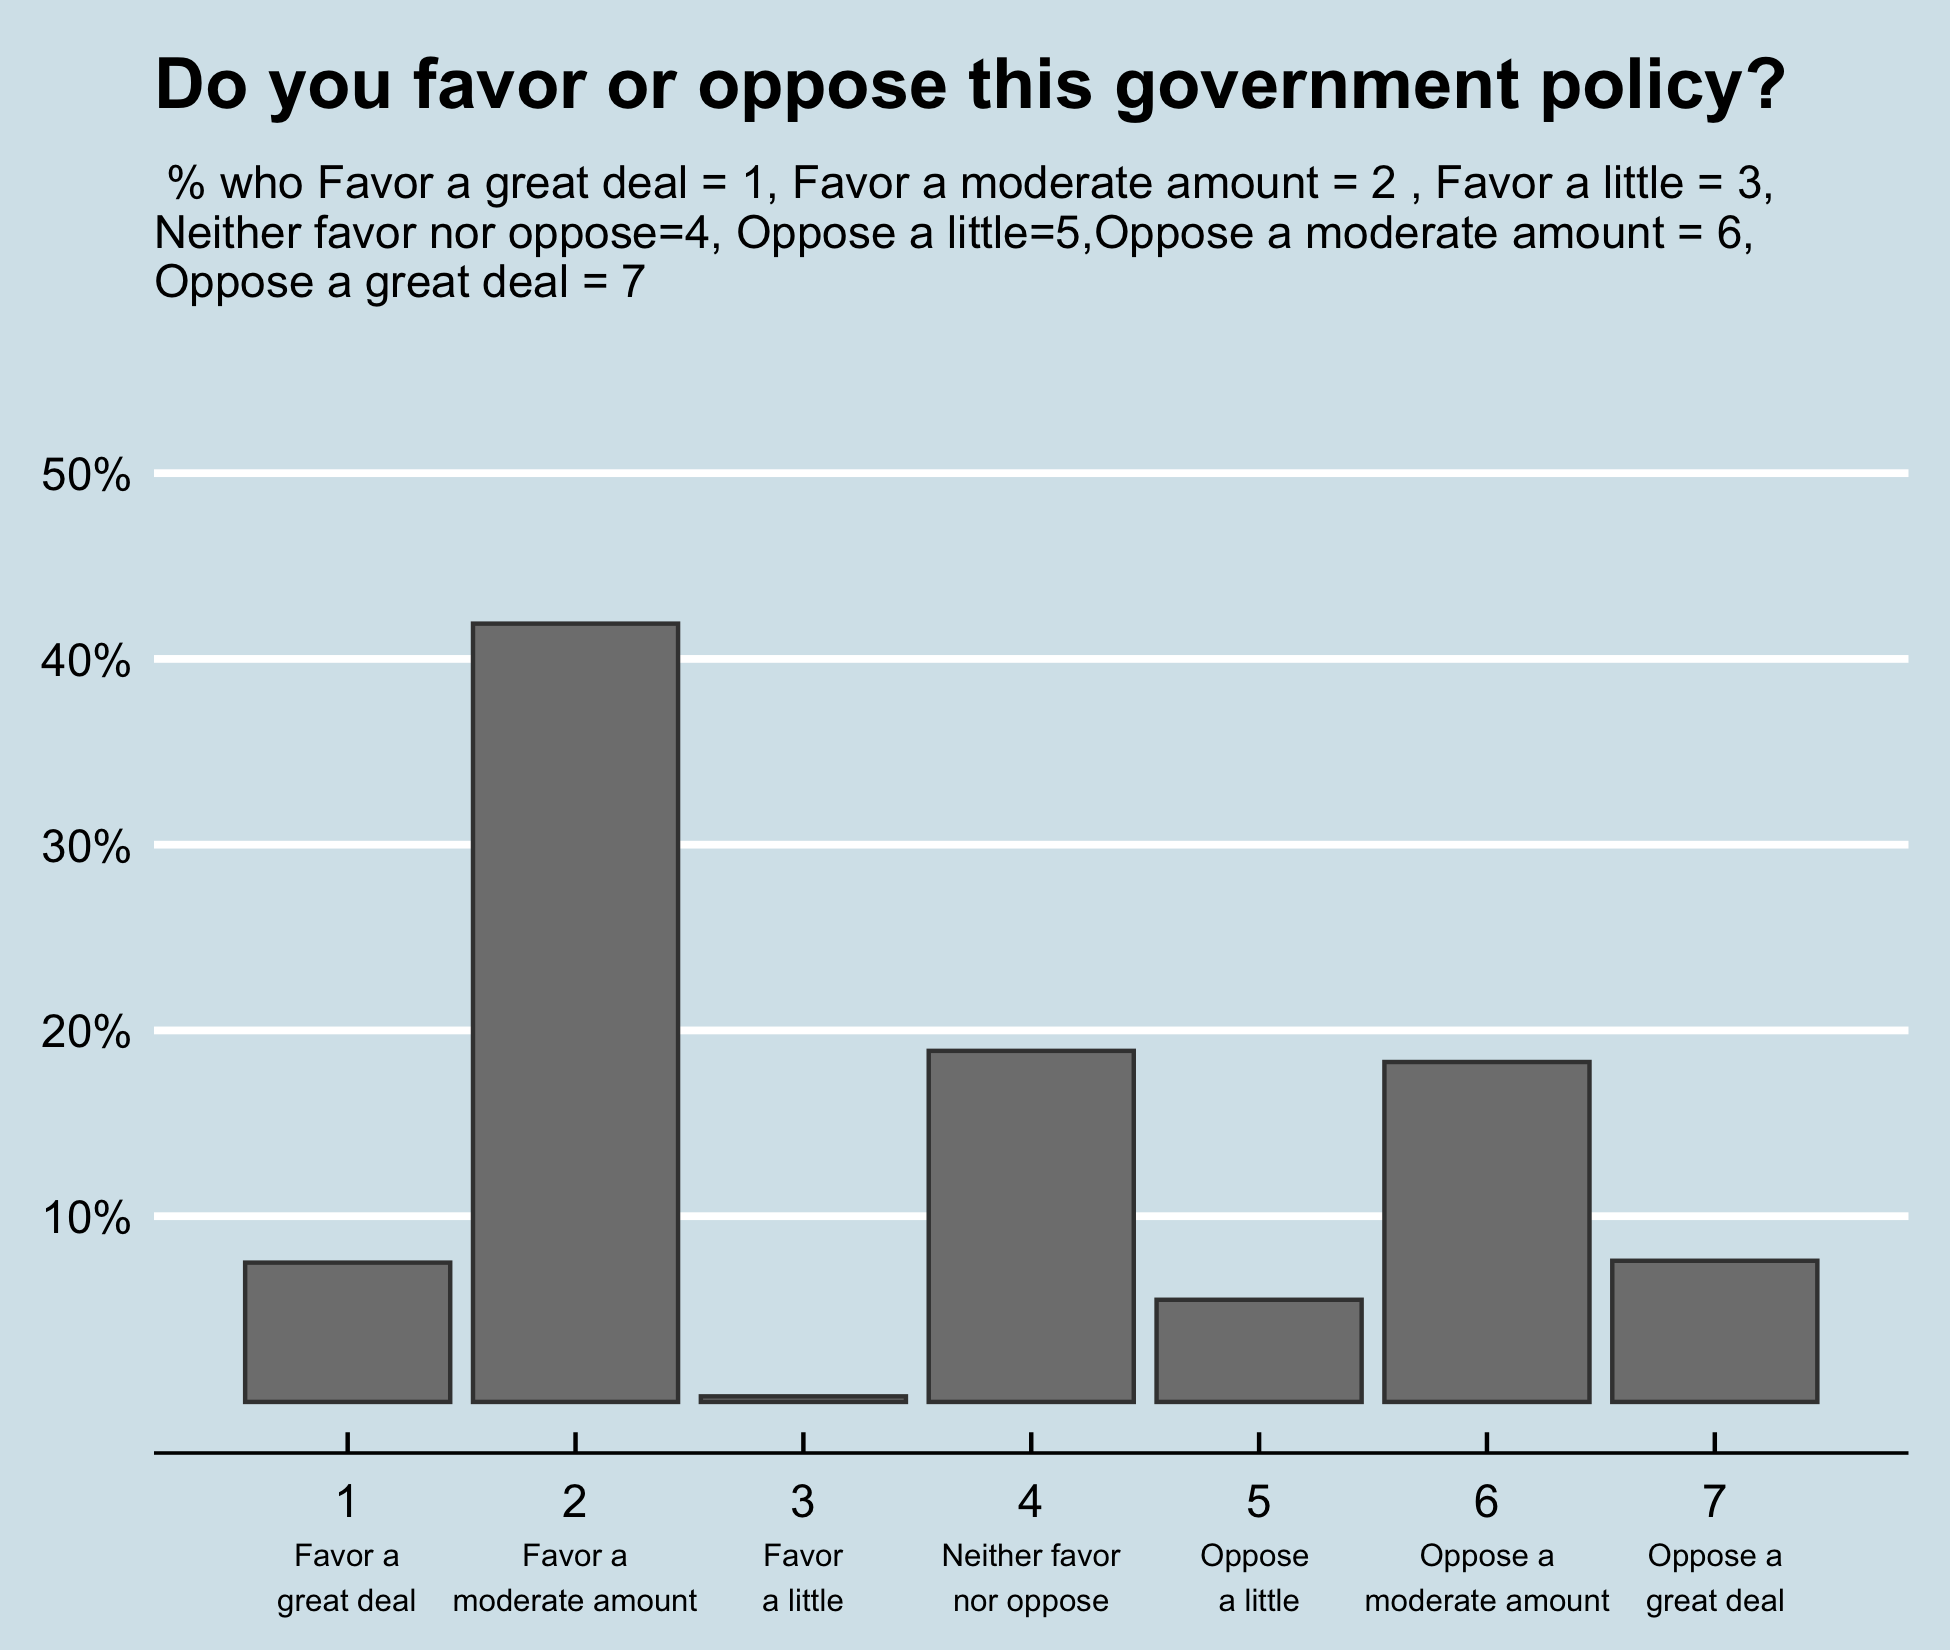 Do you favor or oppose this government policy?
% who Favor a great deal = 1, Favor a moderate amount = 2 , Favor a little = 3,
Neither favor nor oppose=4, Oppose a little=5,Oppose a moderate amount = 6,
Oppose a great deal = 7
50%
40%
30%
20%
10%
1 2 3 4 5 6 7
Favor a Favor a Favor Neither favor Oppose Oppose a Oppose a
great deal moderate amount a little nor oppose a little moderate amount great deal